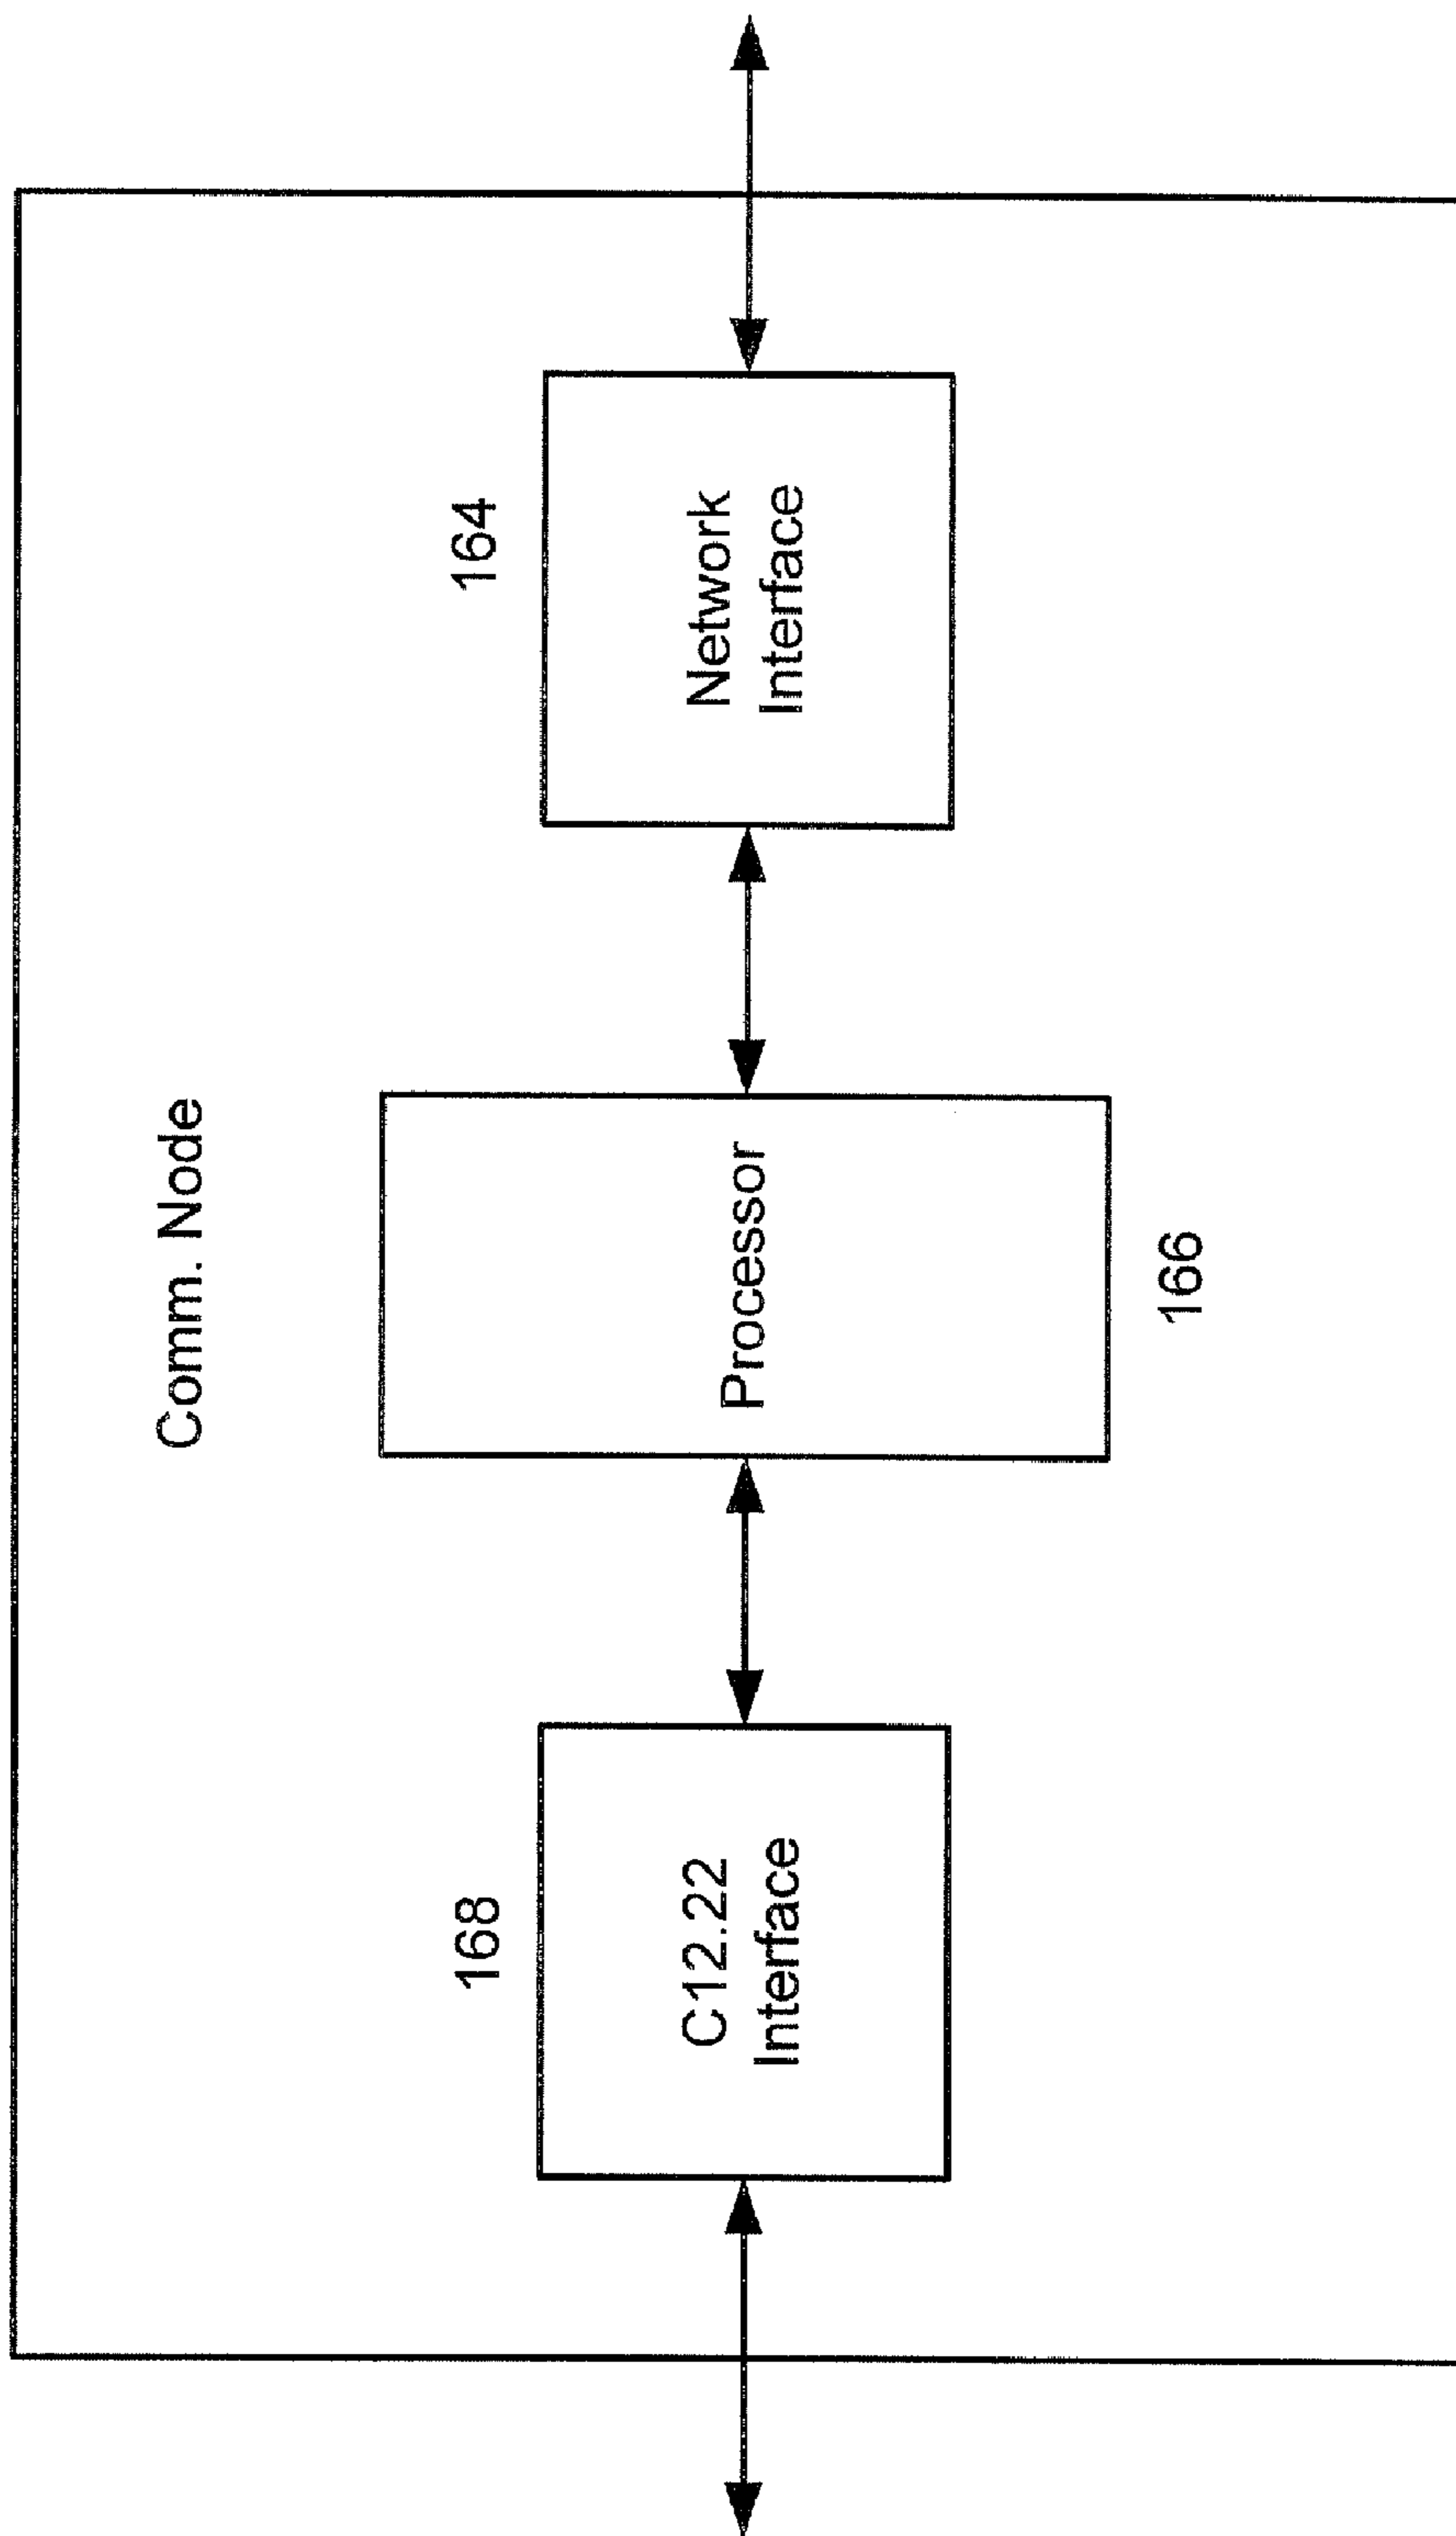 Comm. Node
168
C12.22
Interface
Processor
166
164
Network
Interface